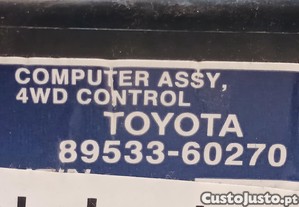 COMPUTER ASSY,
4WD CONTROL
TOYOTA
89533-60270
CustoJusto.pt